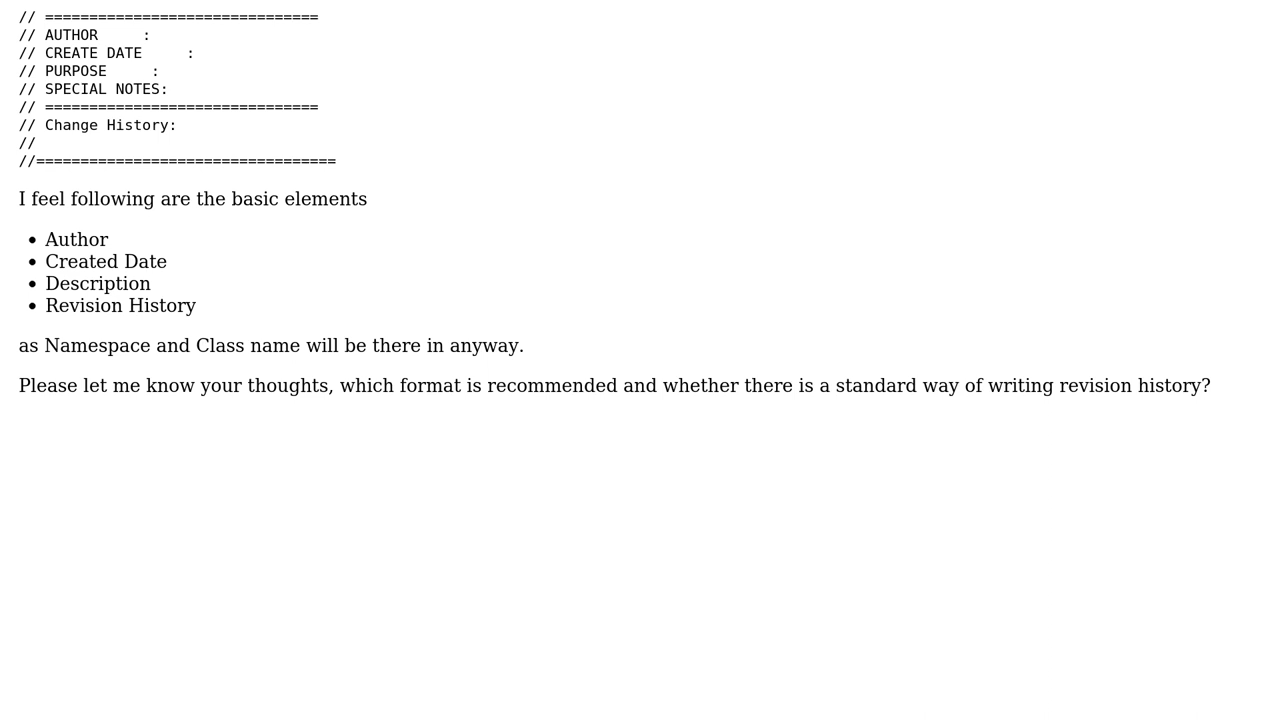 // ===============================
// AUTHOR     :
// CREATE DATE     :
// PURPOSE     :
// SPECIAL NOTES:
// ===============================
// Change History:
//
//==================================
I feel following are the basic elements
• Author
• Created Date
• Description
• Revision History
as Namespace and Class name will be there in anyway.
Please let me know your thoughts, which format is recommended and whether there is a standard way of writing revision history?